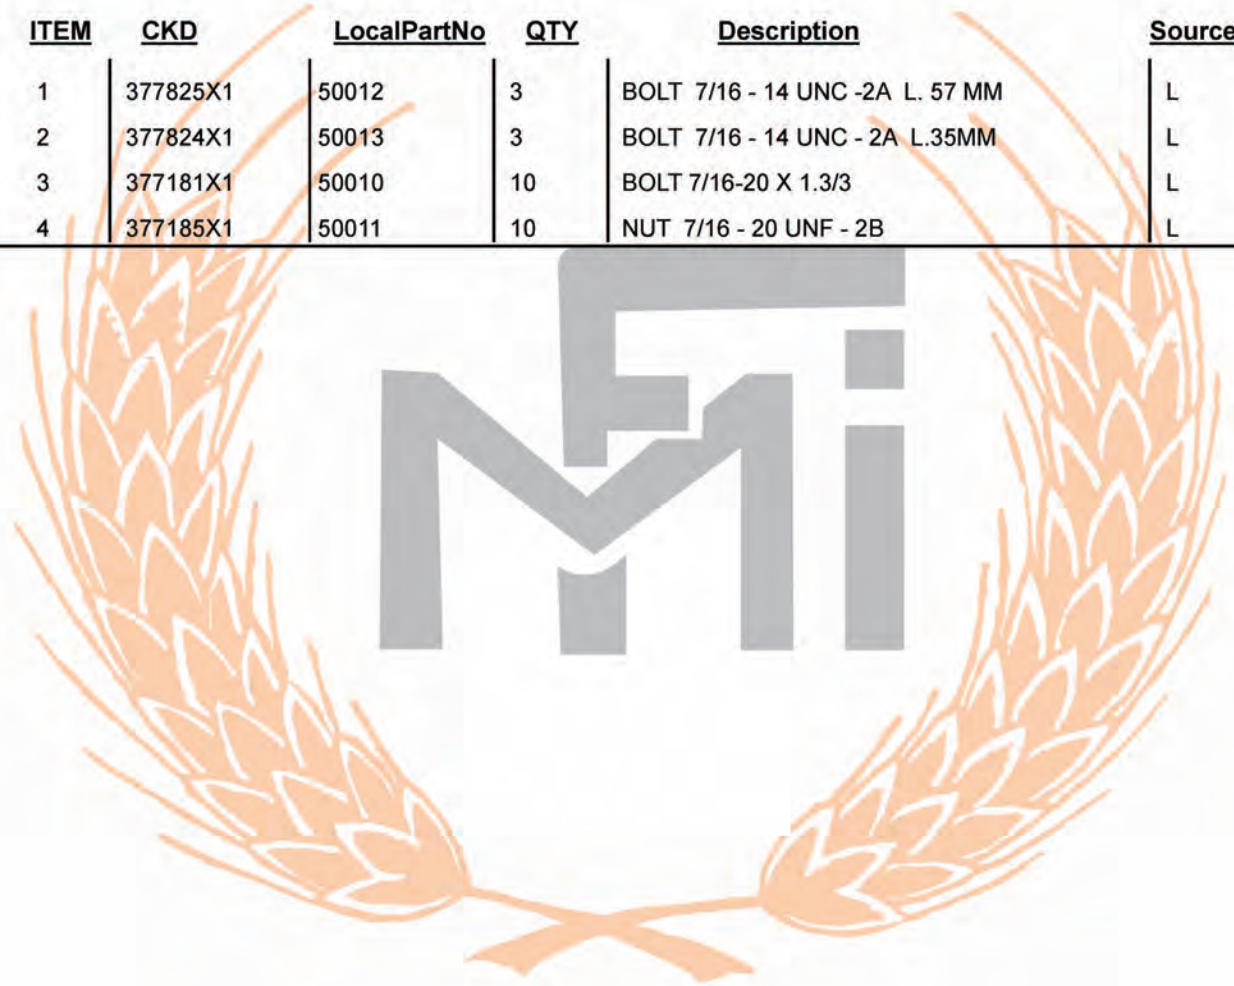 ITEM CKD LocalPartNo QTY Description Source
1 377825X1 50012 3 BOLT 7/16 - 14 UNC -2A L. 57 MM L
2 377824X1 50013 3 BOLT 7/16 - 14 UNC - 2A L.35MM L
3 377181X1 50010 10 BOLT 7/16-20 X 1.3/3 L
4 377185X1 50011 10 NUT 7/16 - 20 UNF - 2B L
MFi